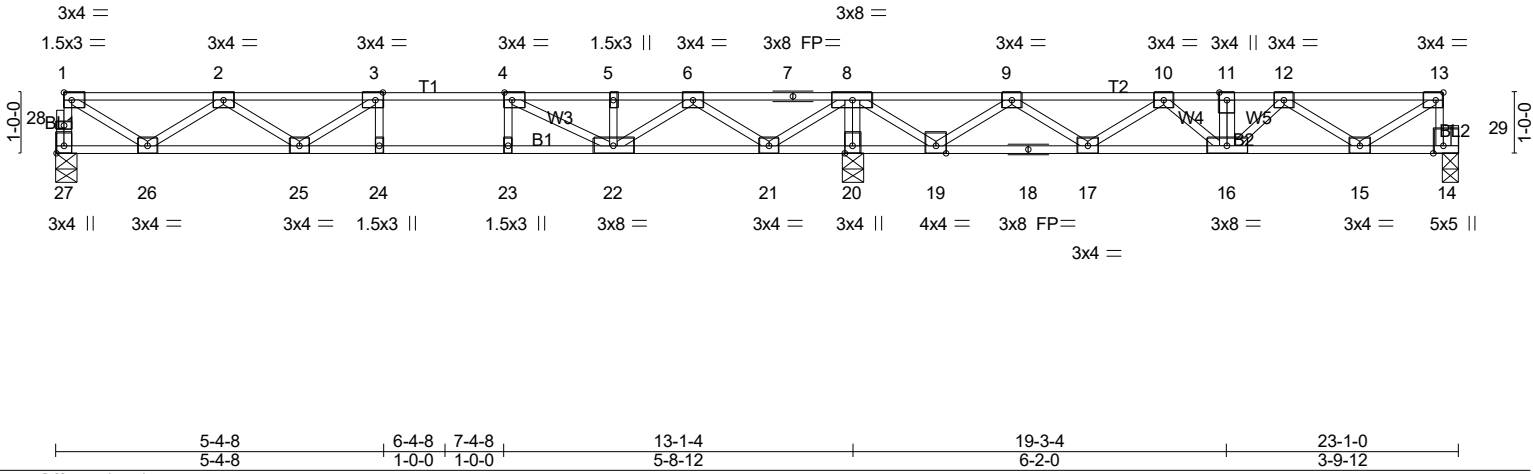 3x4 = 3x8 =
1.5x3 = 3x4 = 3x4 = 3x4 = 1.5x3 || 3x4 = 3x8 FP= 3x4 = 3x4 = 3x4 || 3x4 = 3x4 =
1 2 3 4 5 6 7 8 9 10 11 12 13
T1 T2
1-0-0 28 W3 W4 W5 29 1-0-0
B1 B2 BL2
27 26 25 24 23 22 21 20 19 18 17 16 15 14
3x4 || 3x4 = 3x4 = 1.5x3 || 1.5x3 || 3x8 = 3x4 = 3x4 || 4x4 = 3x8 FP= 3x8 = 3x4 = 5x5 ||
3x4 =
5-4-8 6-4-8 7-4-8 13-1-4 19-3-4 23-1-0
5-4-8 1-0-0 1-0-0 5-8-12 6-2-0 3-9-12